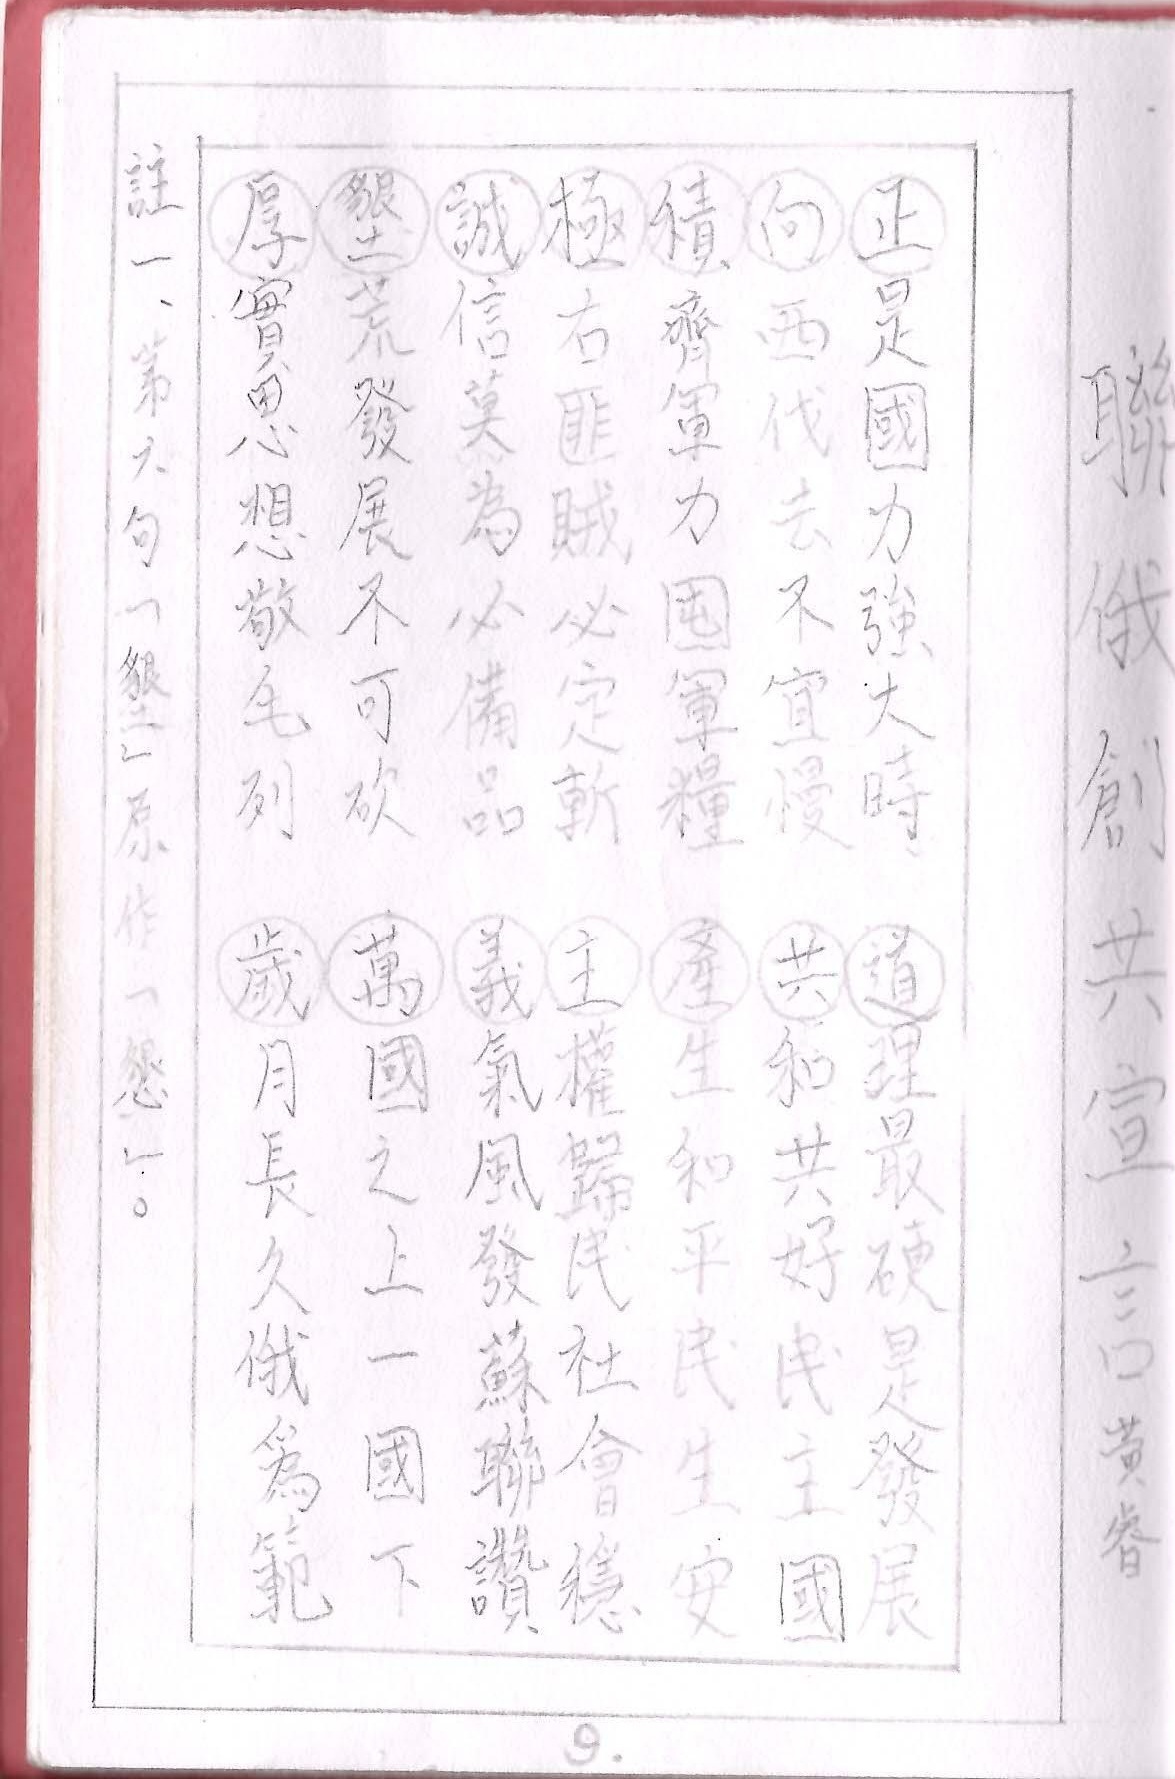 聯俄創共宣言 黃睿
正是國力強大時 道理最硬是發展
向西伐去不宜慢 共和共好民主國
積齊軍力囤軍糧 產生和平民生安
極右匪賊必定斬 主權歸民社會穩
誠信莫為必備品 義氣風發蘇聯讚
墾荒發展不可砍 萬國之上一國下
厚實思想敬毛列 歲月長久俄為範
註一、第六句「墾」原作「懇」。
9.